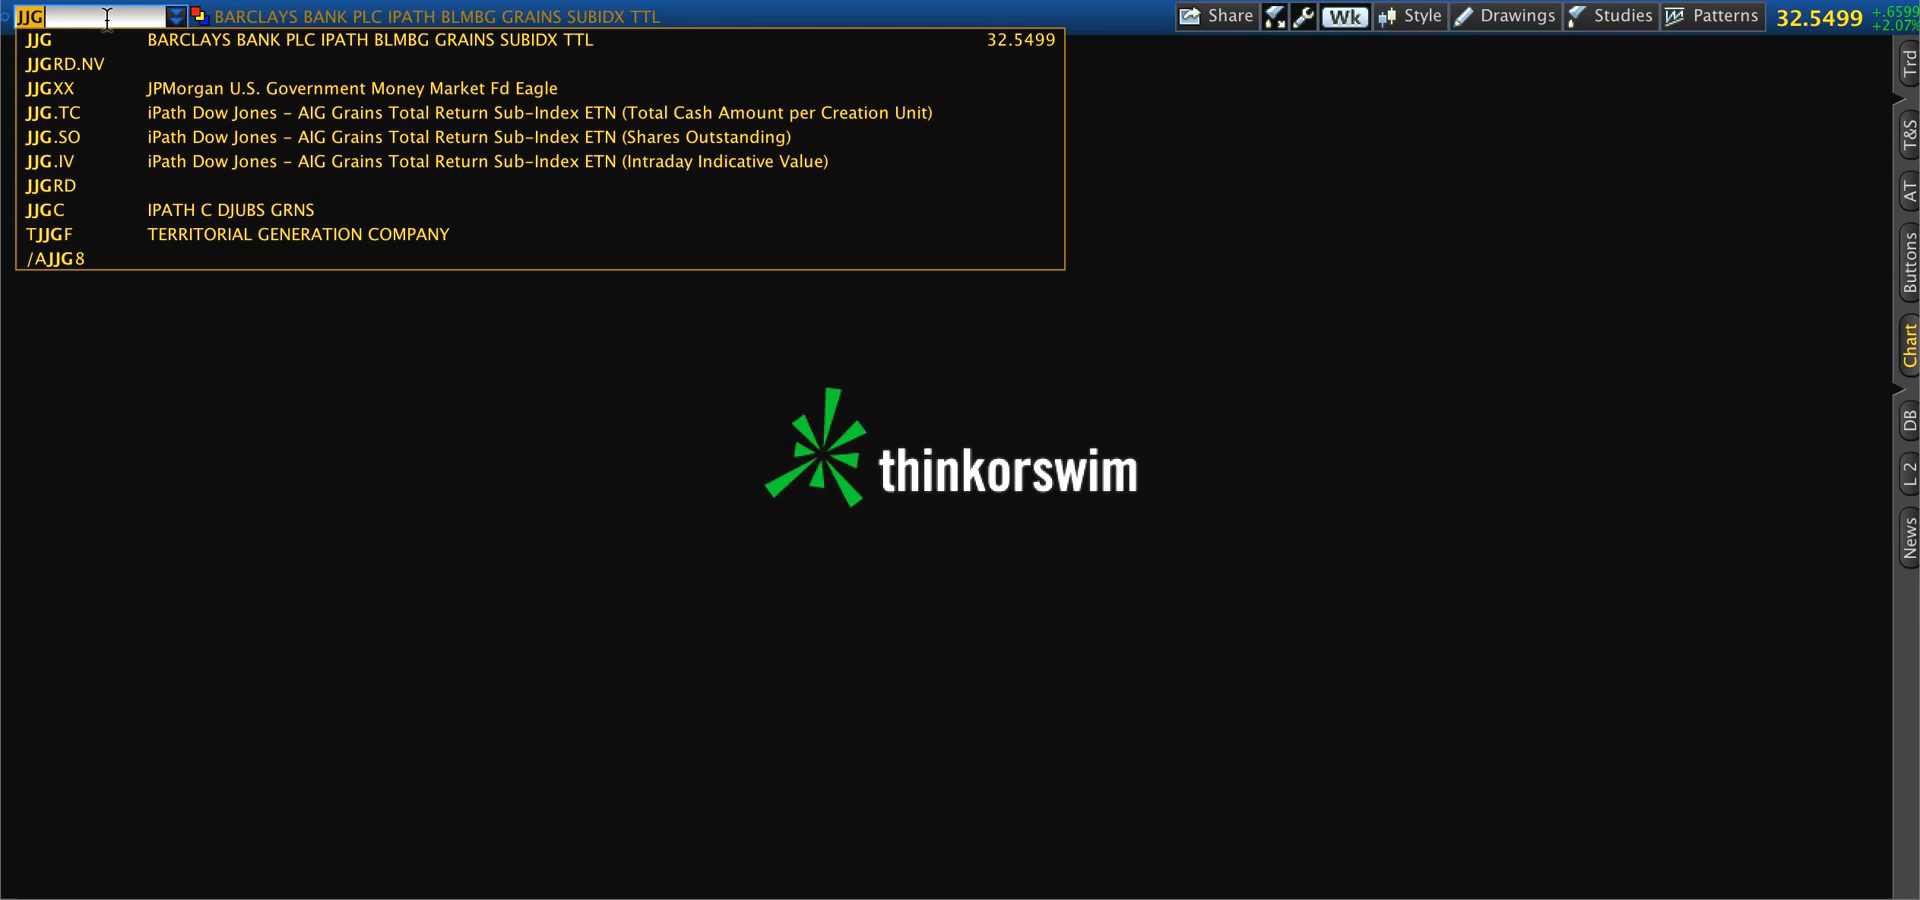 JJG BARCLAYS BANK PLC IPATH BLMBG GRAINS SUBIDX TTL Share Wk Style Drawings Studies Patterns 32.5499 +.6599 +2.07%
JJG BARCLAYS BANK PLC IPATH BLMBG GRAINS SUBIDX TTL 32.5499
JJGRD.NV
JJGXX JPMorgan U.S. Government Money Market Fd Eagle
JJG.TC iPath Dow Jones - AIG Grains Total Return Sub-Index ETN (Total Cash Amount per Creation Unit)
JJG.SO iPath Dow Jones - AIG Grains Total Return Sub-Index ETN (Shares Outstanding)
JJG.IV iPath Dow Jones - AIG Grains Total Return Sub-Index ETN (Intraday Indicative Value)
JJGRD
JJGC IPATH C DJUBS GRNS
TJJGF TERRITORIAL GENERATION COMPANY
/AJJG8
thinkorswim
Trd
T&S
AT
Buttons
Chart
DB
L 2
News